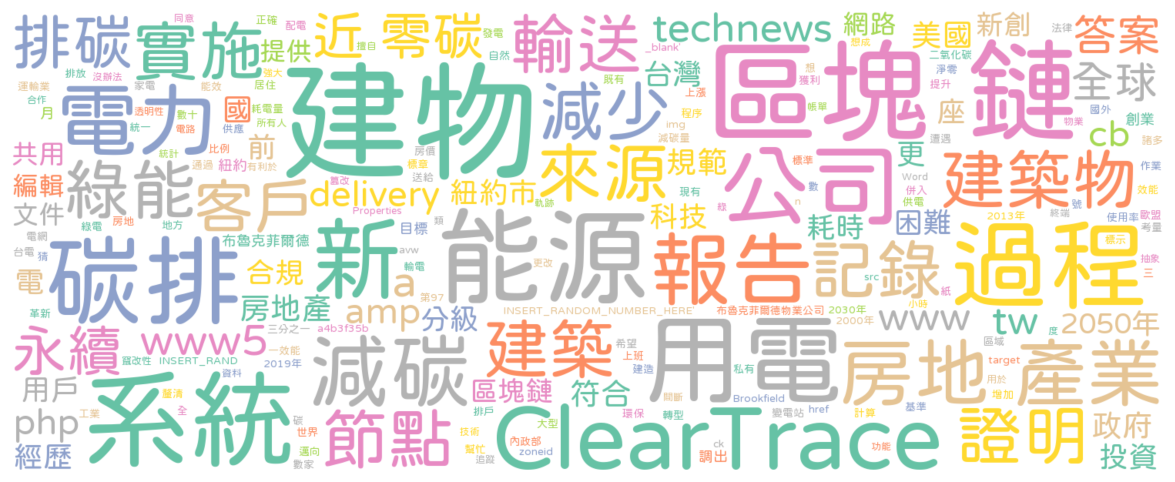 排碳
實施
提供
近
零碳
輸送
technews
網路
美國
新創
答案
建物
區塊
鏈
台灣
全球
電力
國
減少
座
cb
創業
月
共用
編輯
文件
綠能
前
客戶
紐約
delivery
紐約市
來源
規範
公司
更
建築物
科技
耗時
困難
碳排
新
能源
報告
記錄
過程
目標
布魯克菲爾德
合規
電
房地產
a
amp
分級
www
tw
2050年
永續
www5
減碳
建築
用電
房地
產業
用戶
php
經歷
系統
節點
區塊鏈
符合
ClearTrace
證明
政府
投資
調出
INSERT_RANDOM_NUMBER_HERE
布魯克菲爾德物業公司
2030年
2000年
2013年
2019年
第97
三分之一
a4b3f35b
INSERT_RAND
竄改性
一效能
資料
革新
台電
電網
猜
綠電
房地
地方
輸電
avw
更改
類
Properties
竄改
送給
軌跡
標章
房價
通過
有利於
統計
統一
電路
比例
供應
所有人
耗電量
數十
透明性
沒辦法
排放
運輸業
合作
家電
能效
居住
強大
同意
正確
配電
發電
自然
_blank
既有
上漲
程序
img
減碳量
標準
現有
帳單
獲利
想
想成
二氧化碳
淨零
提升
國外
物業
法律
諸多
作業
效能
歐盟
考量
使用率
號
併入
供電
Word
遭遇
數
n
綠
終端
標示
抽象
三
src
紙
小時
度
區域
target
用於
增加
基準
計算
功能
href
變電站
私有
Brookfield
關斷
上班
希望
建造
環保
轉型
ck
內政部
zoneid
大型
技術
幫忙
追蹤
排戶
邁向
數家
世界
碳
全
工業